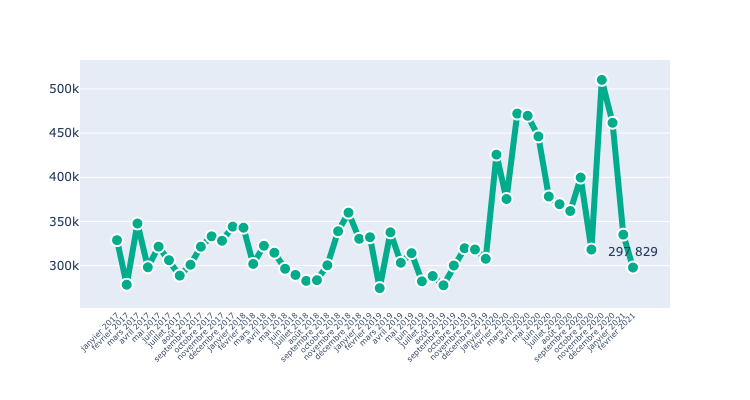 500k
450k
400k
350k
300k
297 829
janvier 2017
février 2017
mars 2017
avril 2017
mai 2017
juin 2017
juillet 2017
août 2017
septembre 2017
octobre 2017
novembre 2017
décembre 2017
janvier 2018
février 2018
mars 2018
avril 2018
mai 2018
juin 2018
juillet 2018
août 2018
septembre 2018
octobre 2018
novembre 2018
décembre 2018
janvier 2019
février 2019
mars 2019
avril 2019
mai 2019
juin 2019
juillet 2019
août 2019
septembre 2019
octobre 2019
novembre 2019
décembre 2019
janvier 2020
février 2020
mars 2020
avril 2020
mai 2020
juin 2020
juillet 2020
août 2020
septembre 2020
octobre 2020
novembre 2020
décembre 2020
janvier 2021
février 2021